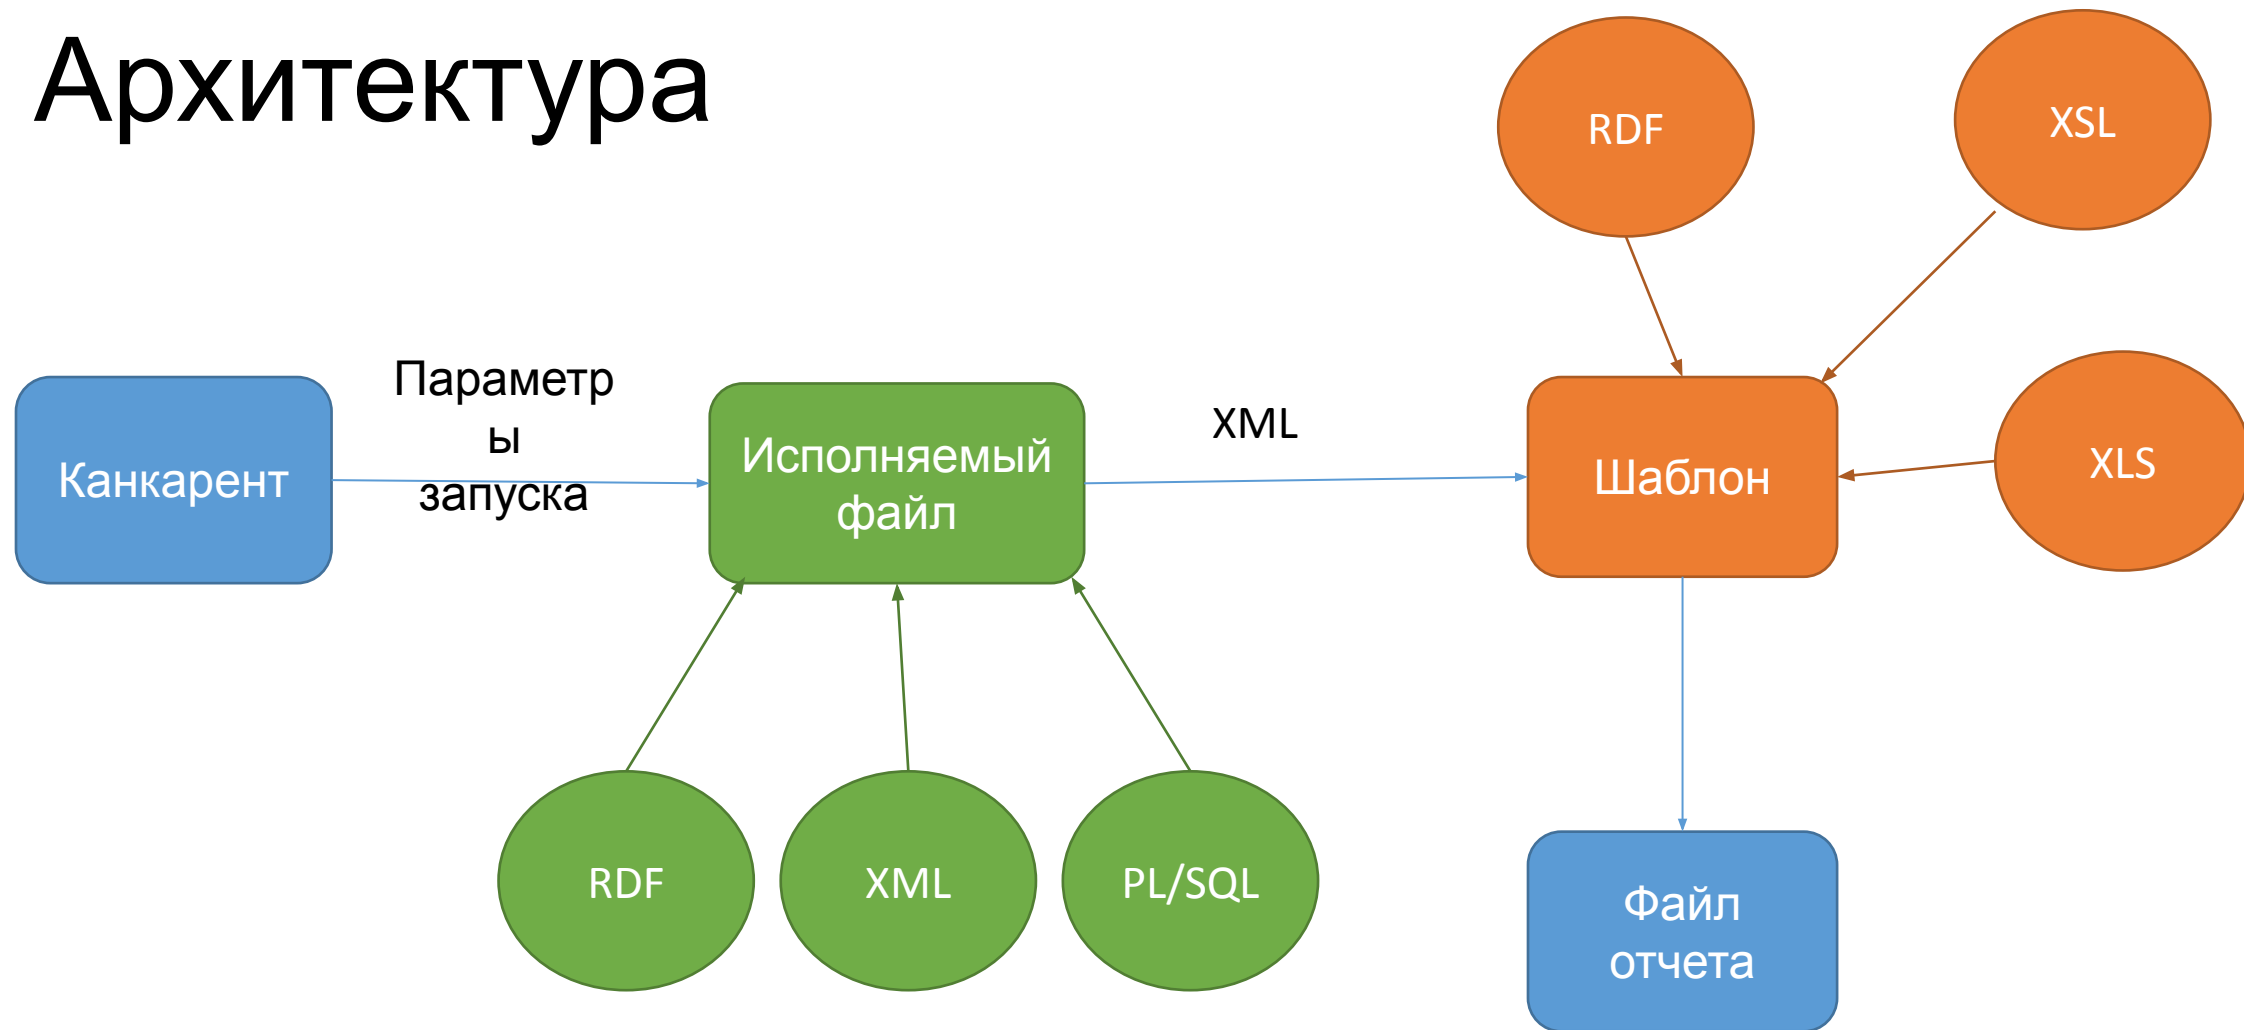 Архитектура
RDF
XSL
Параметр
ы
запуска
Канкарент
Исполняемый
файл
XML
Шаблон
XLS
RDF
XML
PL/SQL
Файл
отчета